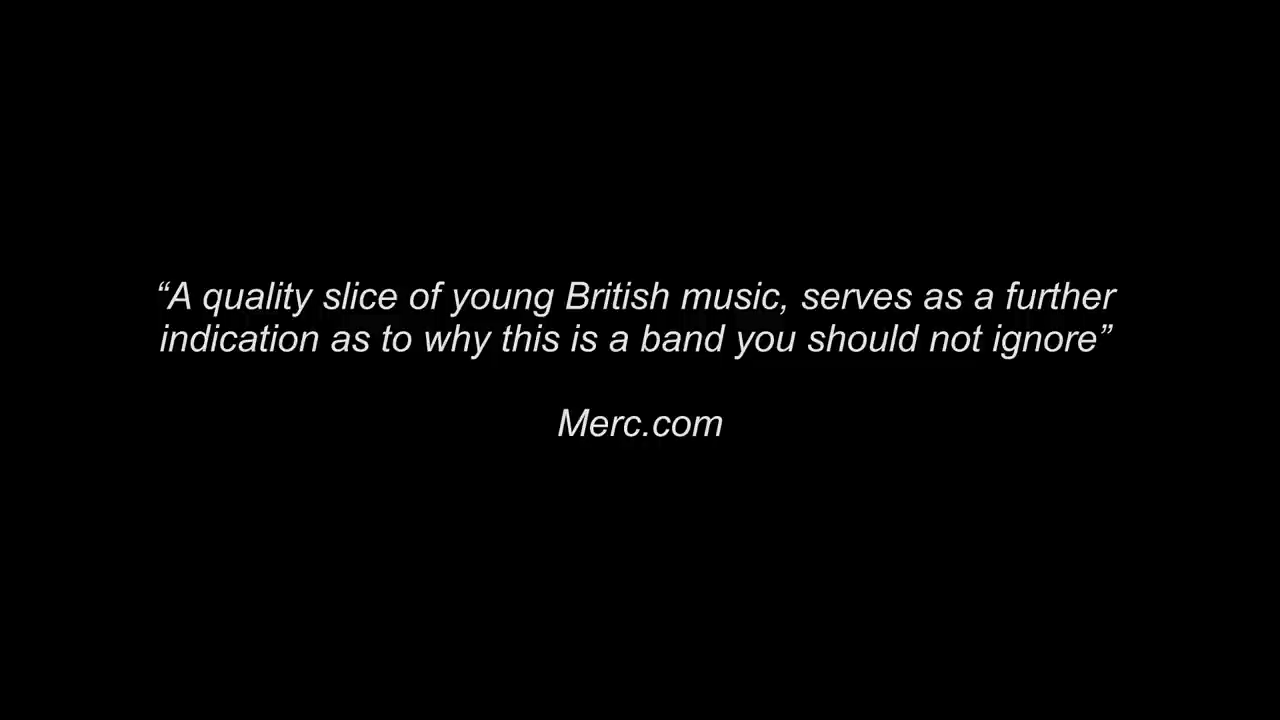 “A quality slice of young British music, serves as a further
indication as to why this is a band you should not ignore”
Merc.com